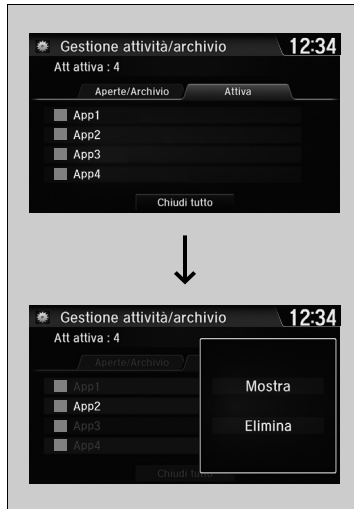 Gestione attività/archivio 12:34
Att attiva : 4
Aperte/Archivio Attiva
App1
App2
App3
App4
Chiudi tutto
Gestione attività/archivio 12:34
Att attiva : 4
Aperte/Archivio
App1
App2
App3
App4
Chiudi tutto
Mostra
Elimina